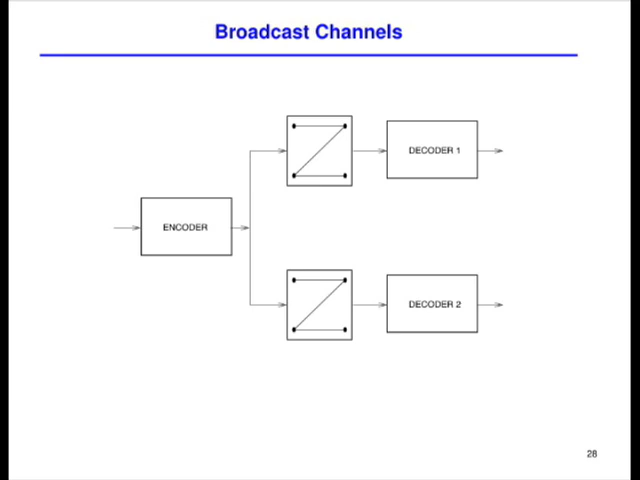 Broadcast Channels
DECODER 1
ENCODER
DECODER 2
28